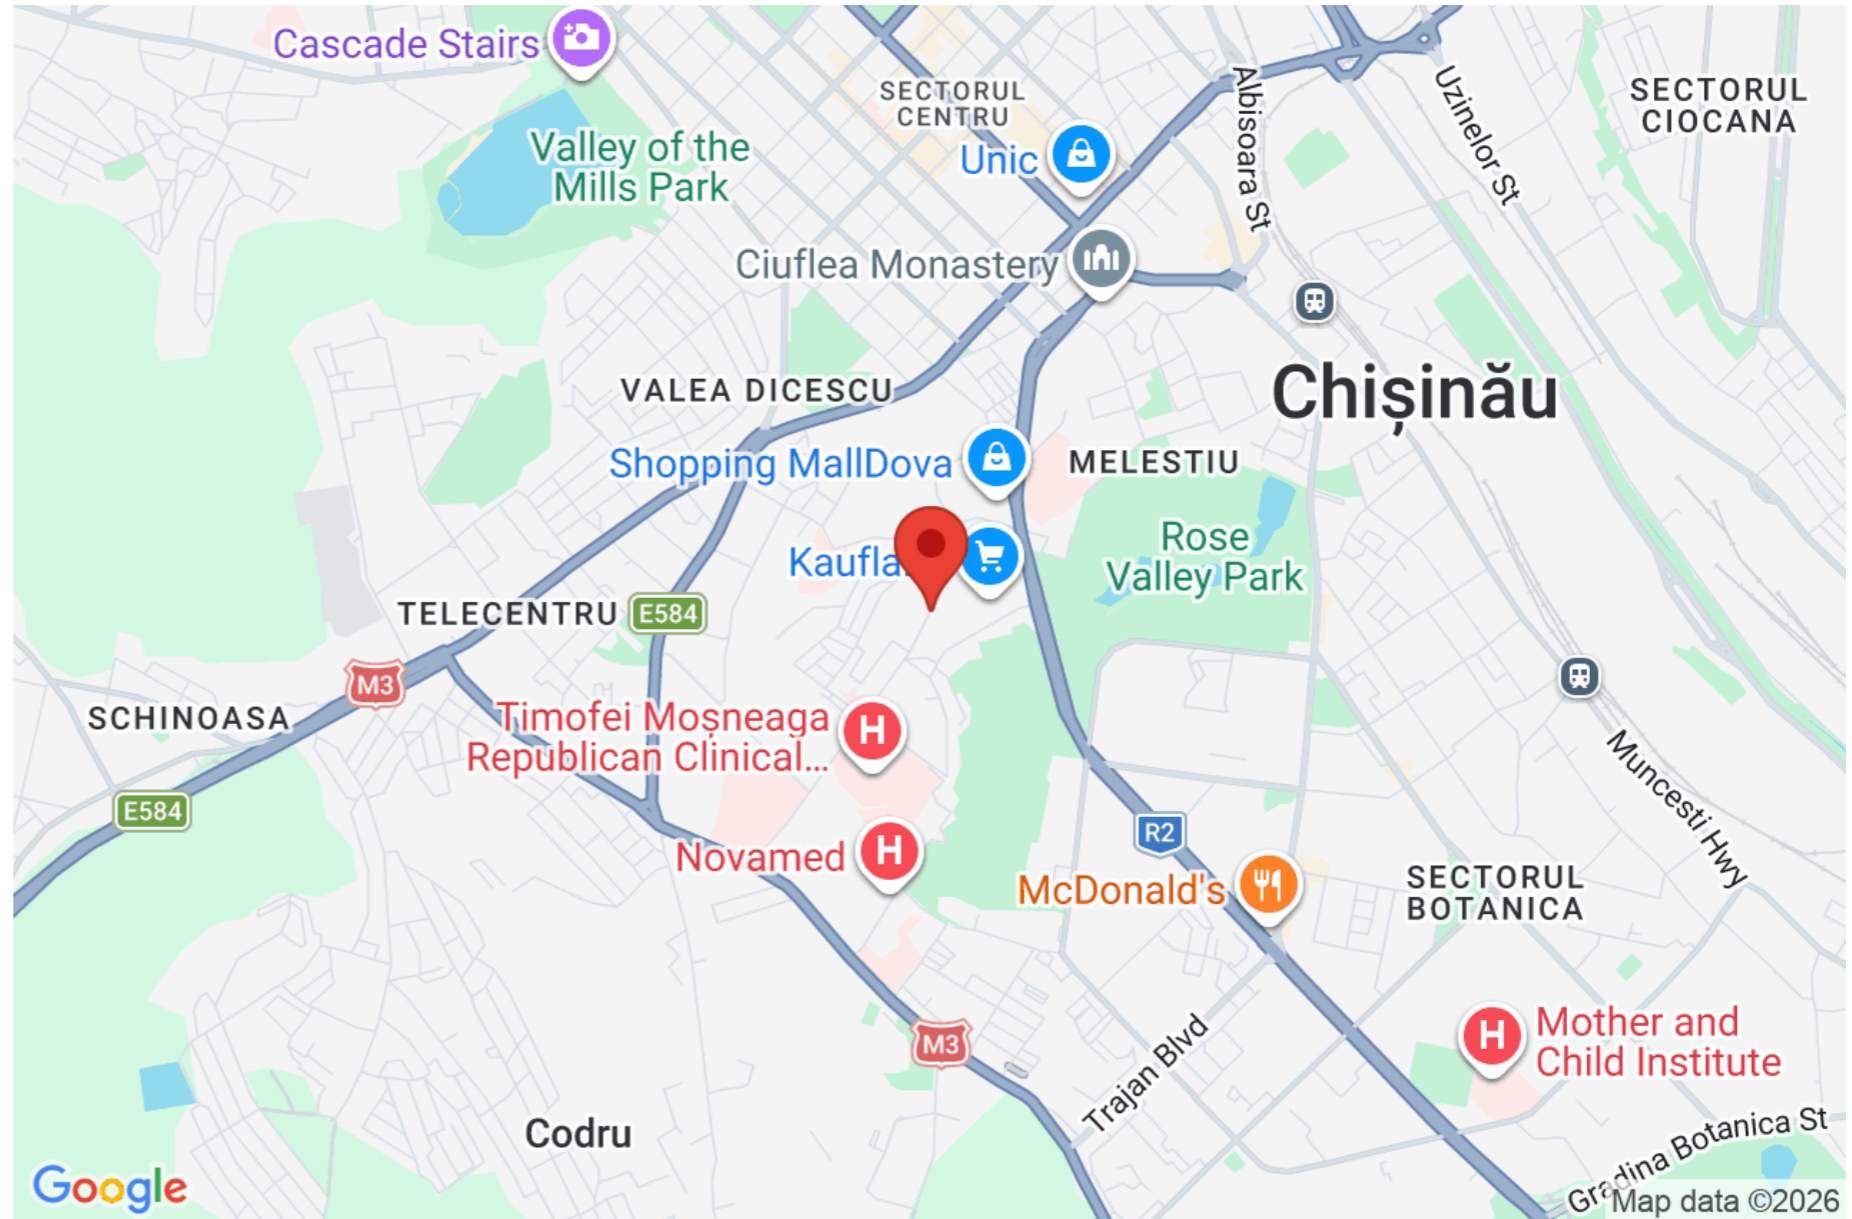 Cascade Stairs
SECTORUL
CENTRU
SECTORUL
CIOCANA
Albisoara St
Uzinelor St
Valley of the
Mills Park
Unic
Ciuflea Monastery
Chișinău
VALEA DICESCU
Shopping MallDova
MELESTIU
Rose
Valley Park
TELECENTRU
E584
M3
SCHINOASA
Timofei Moșneaga
Republican Clinical...
E584
Novamed
R2
McDonald's
Muncesti Hwy
SECTORUL
BOTANICA
M3
Trajan Blvd
Mother and
Child Institute
Codru
Gradina Botanica St
Google
Map data ©2026